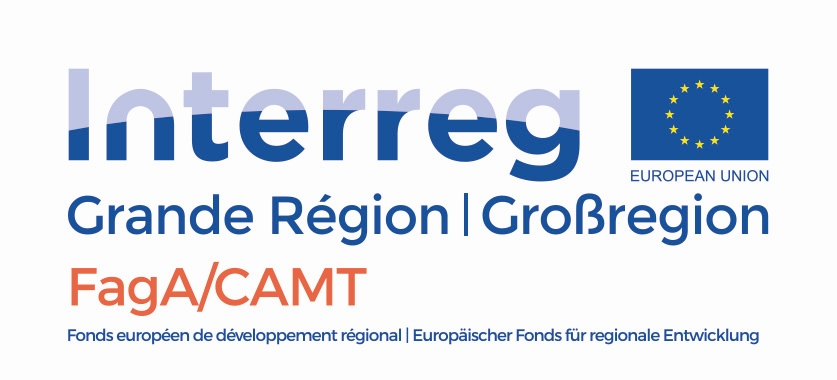 Interreg
EUROPEAN UNION
Grande Région | Großregion
FagA/CAMT
Fonds européen de développement régional | Europäischer Fonds für regionale Entwicklung